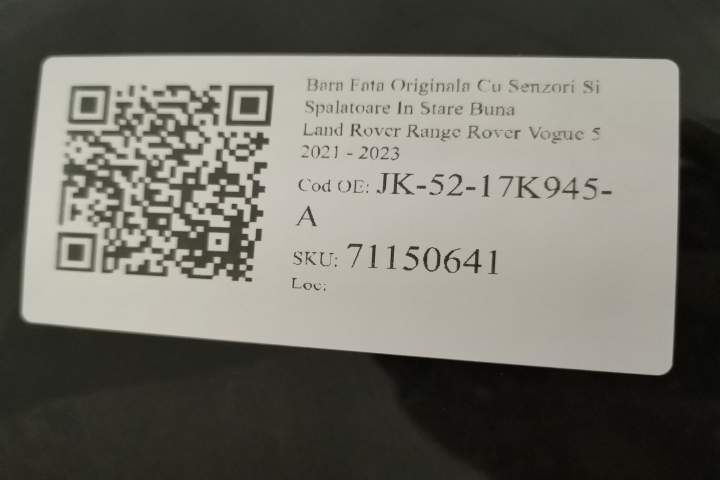 Bara Fata Originala Cu Senzori Si
Spalatoare In Stare Buna
Land Rover Range Rover Vogue 5
2021 - 2023
Cod OE: JK-52-17K945-
A
SKU: 71150641
Loc: